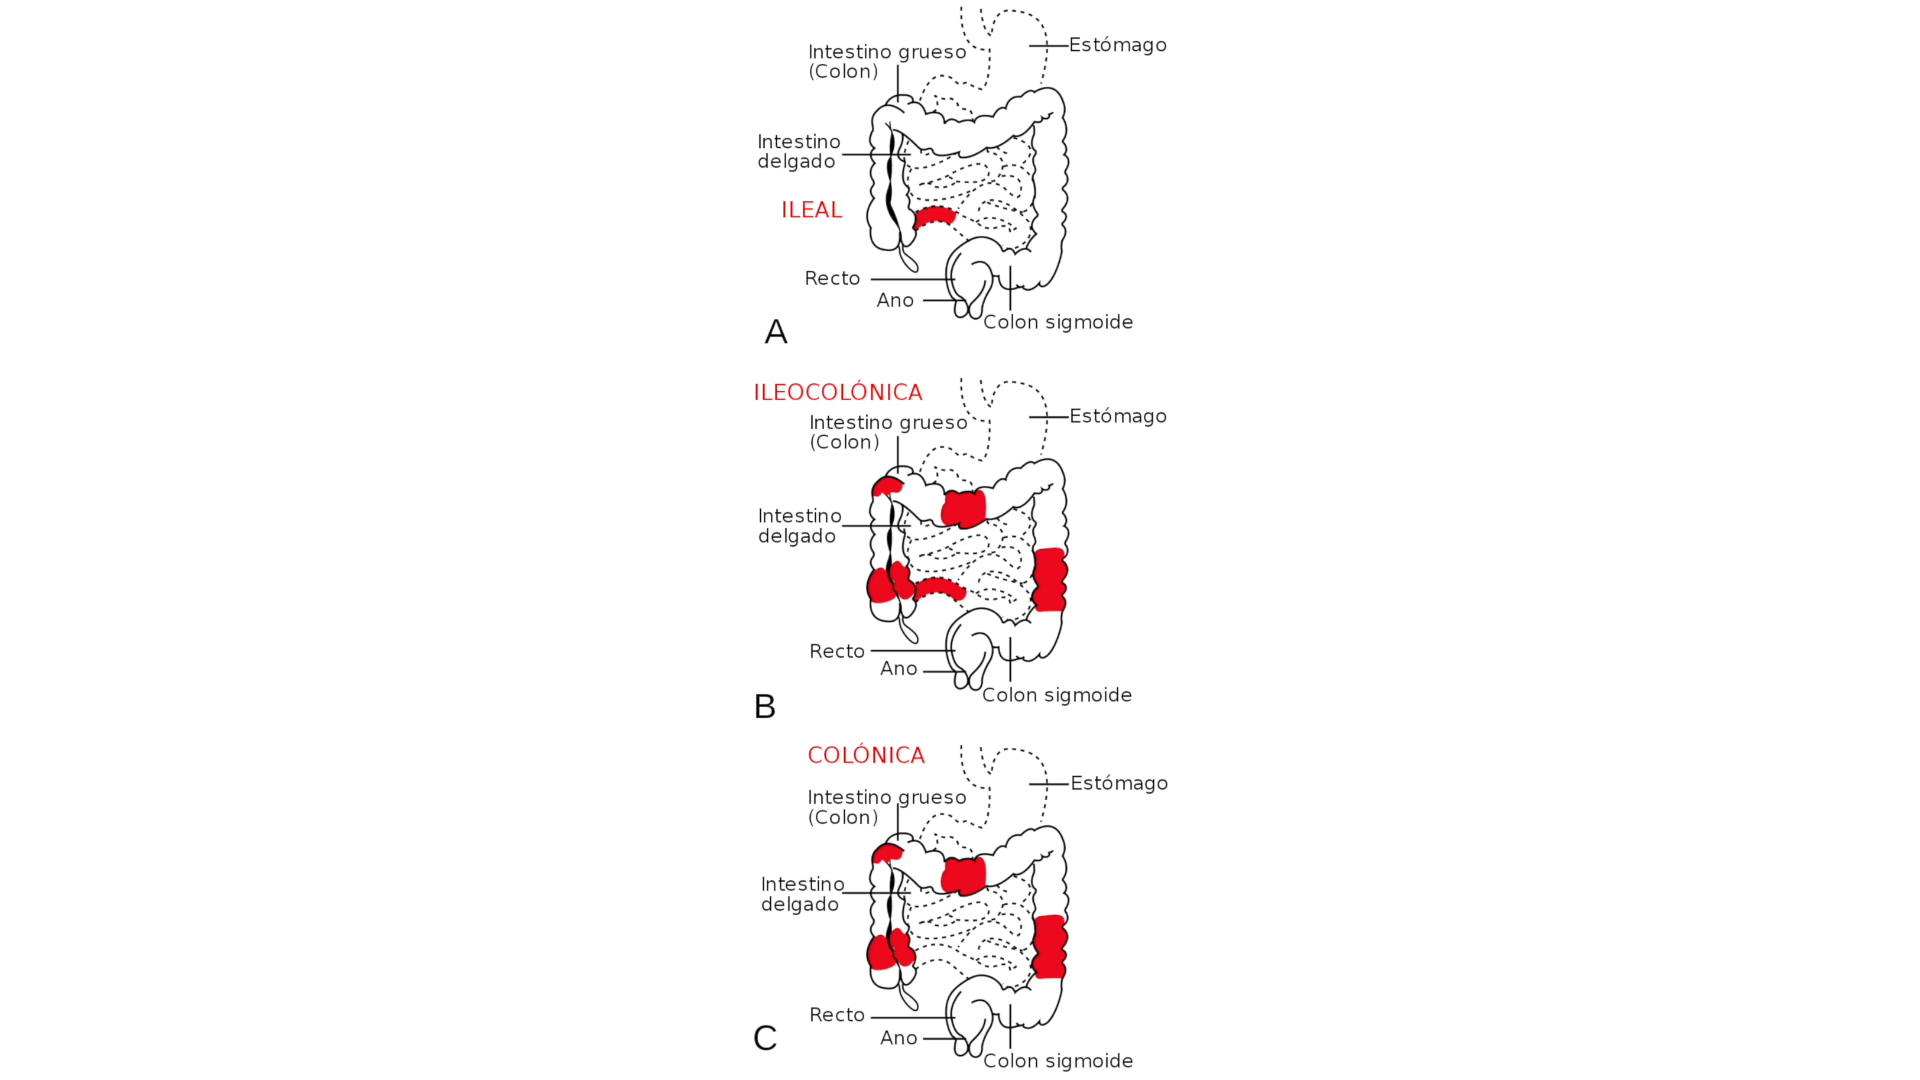 Estómago
Intestino grueso
(Colon)
Intestino
delgado
ILEAL
Recto
Ano
Colon sigmoide
A
ILEOCOLÓNICA
Estómago
Intestino grueso
(Colon)
Intestino
delgado
Recto
Ano
Colon sigmoide
B
COLÓNICA
Estómago
Intestino grueso
(Colon)
Intestino
delgado
Recto
Ano
C
Colon sigmoide